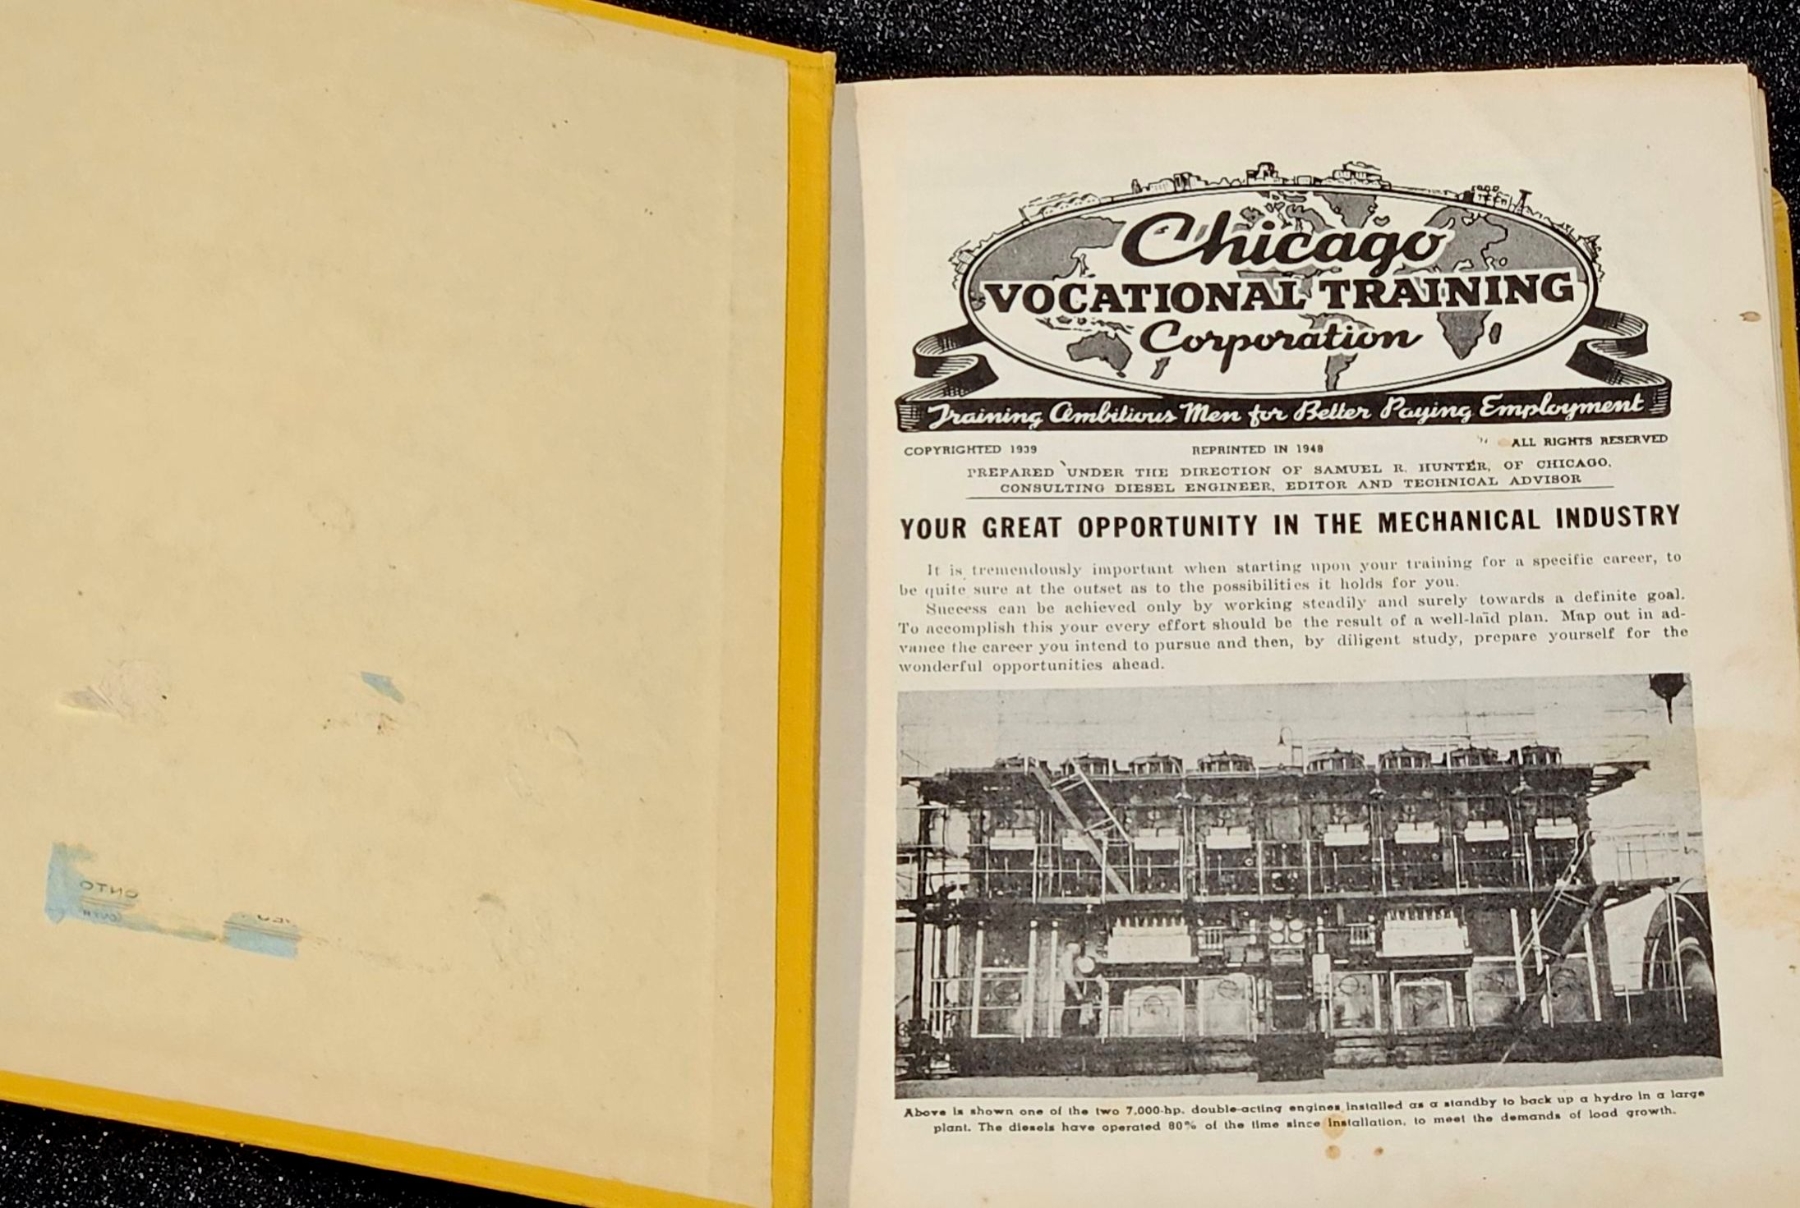 Chicago
VOCATIONAL TRAINING
Corporation
Training Ambitious Men for Better Paying Employment
COPYRIGHTED 1939 REPRINTED IN 1948 ALL RIGHTS RESERVED
PREPARED UNDER THE DIRECTION OF SAMUEL R. HUNTER, OF CHICAGO,
CONSULTING DIESEL ENGINEER, EDITOR AND TECHNICAL ADVISOR
YOUR GREAT OPPORTUNITY IN THE MECHANICAL INDUSTRY
It is tremendously important when starting upon your training for a specific career, to
be quite sure at the outset as to the possibilities it holds for you.
Success can be achieved only by working steadily and surely towards a definite goal.
To accomplish this your every effort should be the result of a well-laid plan. Map out in ad-
vance the career you intend to pursue and then, by diligent study, prepare yourself for the
wonderful opportunities ahead.
Above is shown one of the two 7,000-hp. double-acting engines installed as a standby to back up a hydro in a large
plant. The diesels have operated 80% of the time since installation, to meet the demands of load growth.